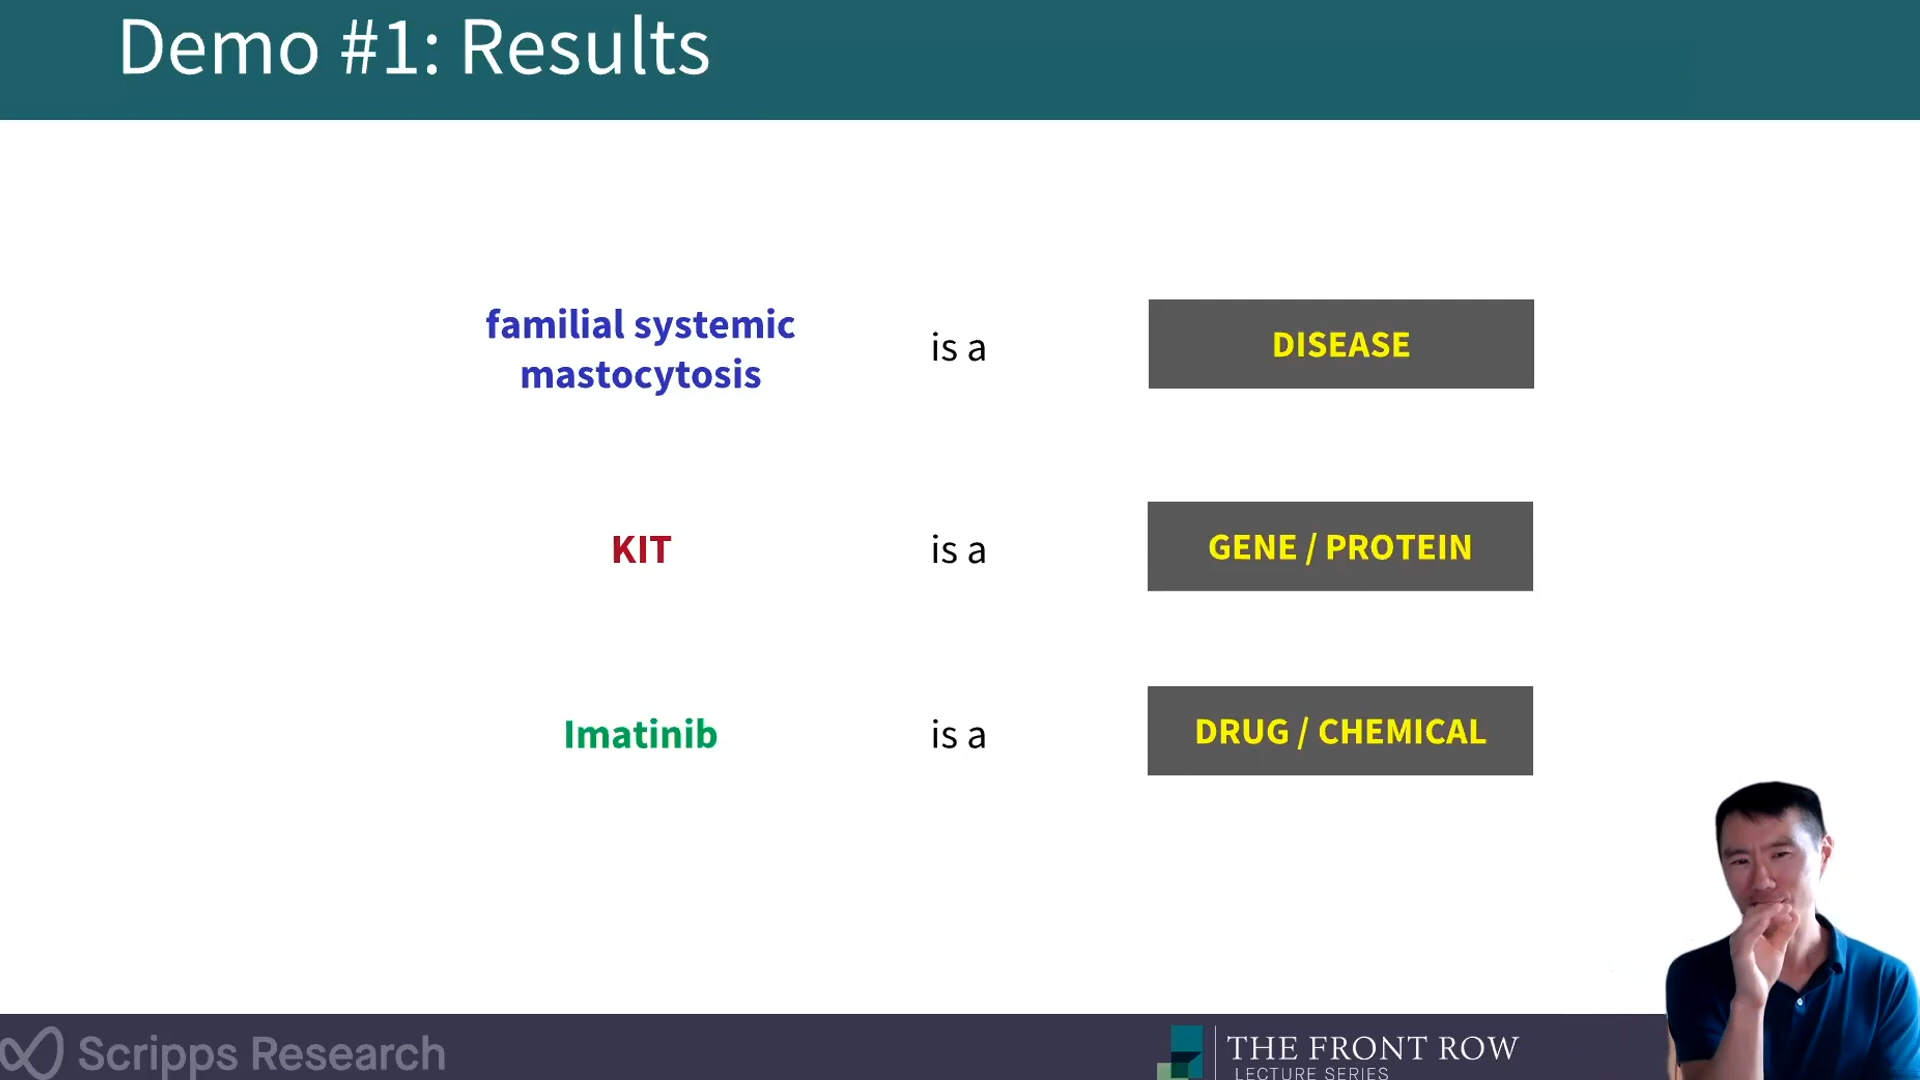 Demo #1: Results
familial systemic
mastocytosis
is a
DISEASE
KIT
is a
GENE / PROTEIN
Imatinib
is a
DRUG / CHEMICAL
Scripps Research
THE FRONT ROW
LECTURE SERIES